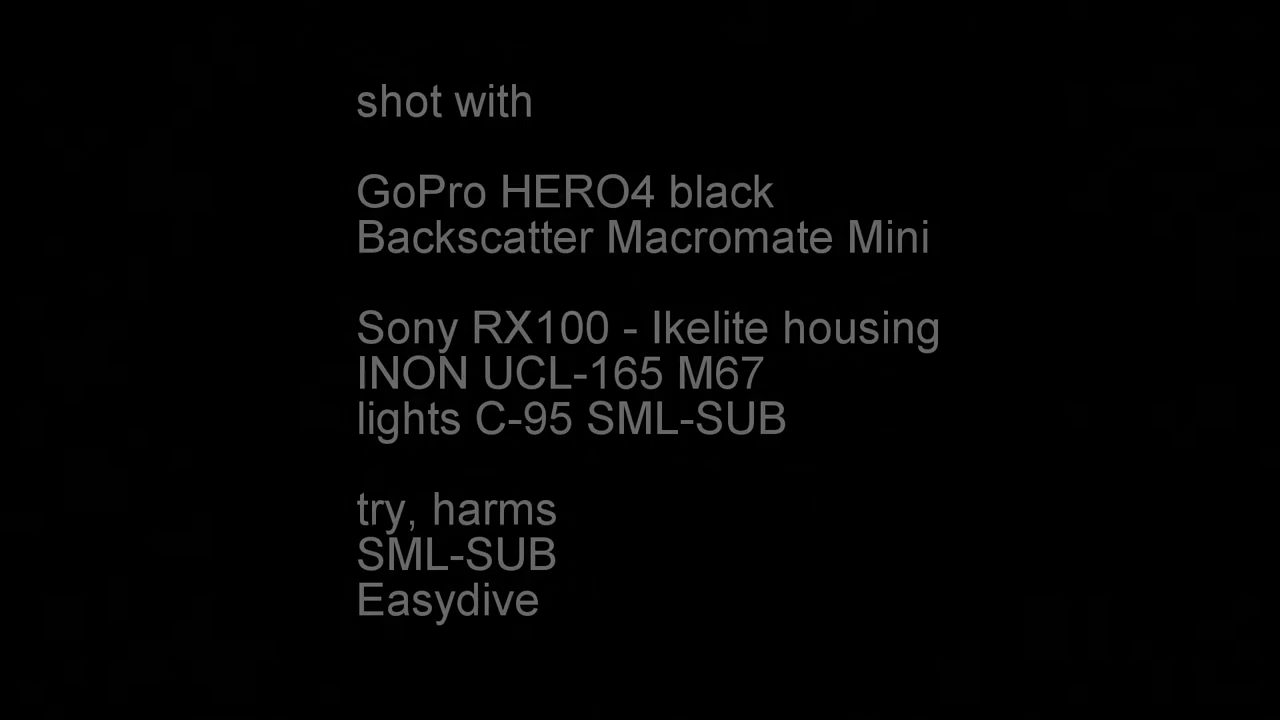 shot with
GoPro HERO4 black
Backscatter Macromate Mini
Sony RX100 - Ikelite housing
INON UCL-165 M67
lights C-95 SML-SUB
try, harms
SML-SUB
Easydive